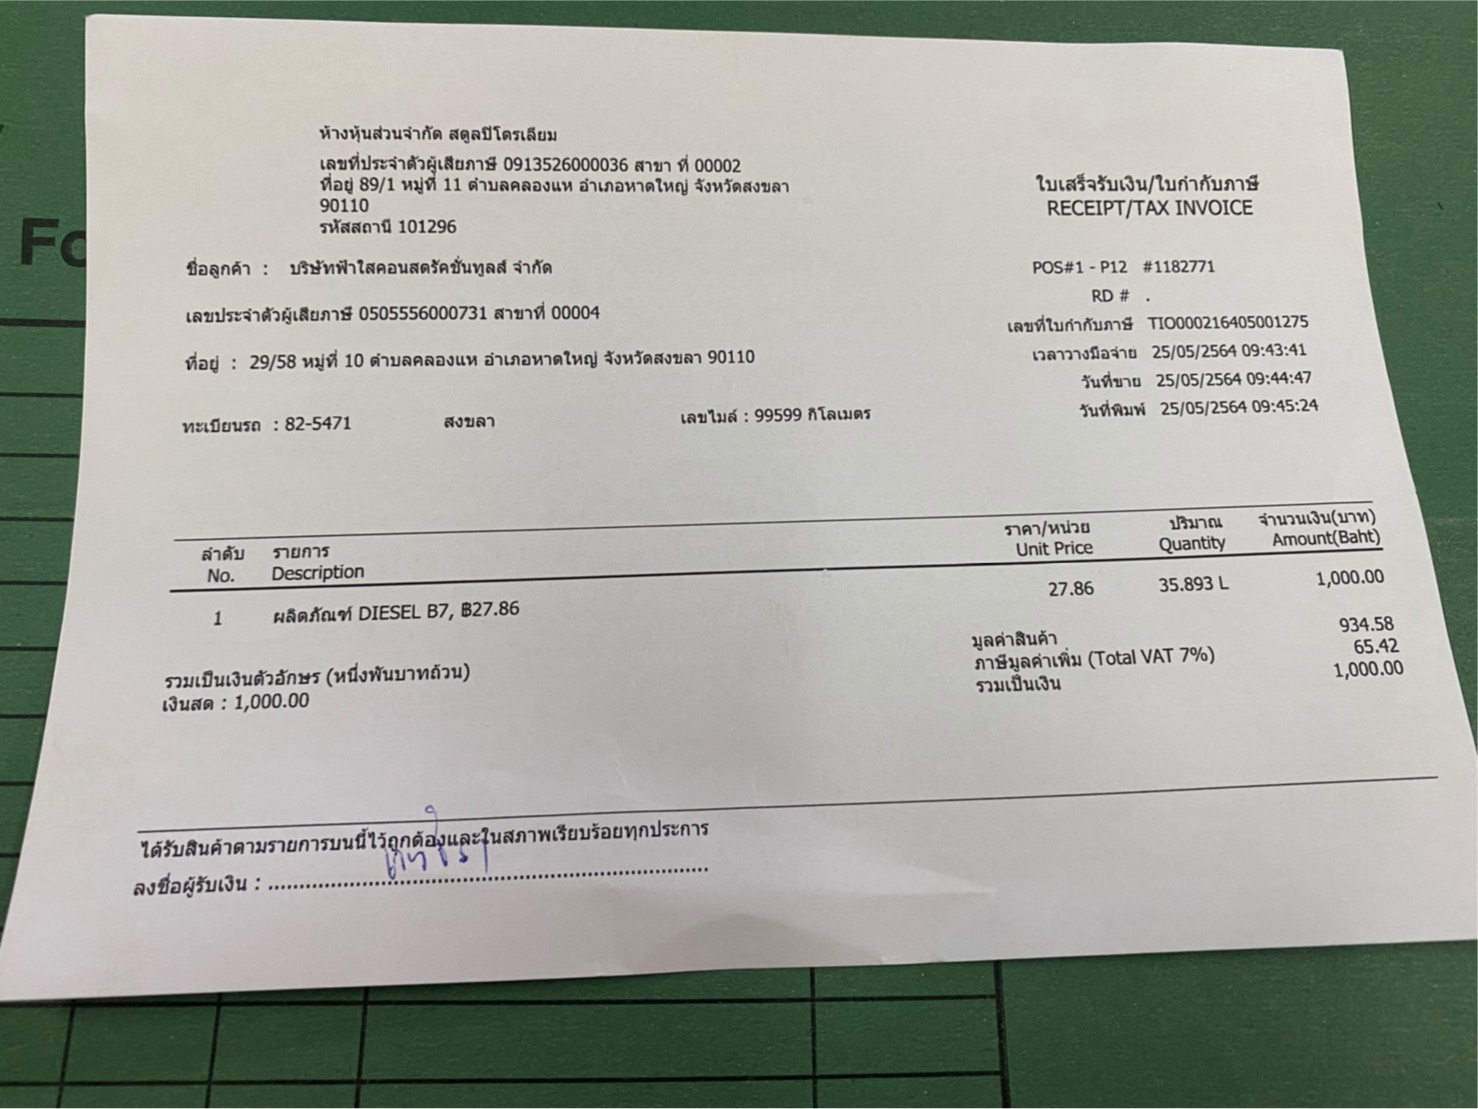 Fo
ห้างหุ้นส่วนจำกัด สตูลปิโตรเลียม
เลขที่ประจำตัวผู้เสียภาษี 0913526000036 สาขา ที่ 00002
ที่อยู่ 89/1 หมู่ที่ 11 ตำบลคลองแห อำเภอหาดใหญ่ จังหวัดสงขลา
90110
รหัสสถานี 101296
ใบเสร็จรับเงิน/ใบกำกับภาษี
RECEIPT/TAX INVOICE
ชื่อลูกค้า : บริษัทฟ้าใสคอนสตรัคชั่นทูลส์ จำกัด
เลขประจำตัวผู้เสียภาษี 0505556000731 สาขาที่ 00004
ที่อยู่ : 29/58 หมู่ที่ 10 ตำบลคลองแห อำเภอหาดใหญ่ จังหวัดสงขลา 90110
ทะเบียนรถ : 82-5471 สงขลา เลขไมล์ : 99599 กิโลเมตร
POS#1 - P12 #1182771
RD # .
เลขที่ใบกำกับภาษี TIO000216405001275
เวลาวางมือจ่าย 25/05/2564 09:43:41
วันที่ขาย 25/05/2564 09:44:47
วันที่พิมพ์ 25/05/2564 09:45:24
ลำดับ รายการ ราคา/หน่วย ปริมาณ จำนวนเงิน(บาท)
No. Description Unit Price Quantity Amount(Baht)
1 ผลิตภัณฑ์ DIESEL B7, ฿27.86 27.86 35.893 L 1,000.00
มูลค่าสินค้า 934.58
ภาษีมูลค่าเพิ่ม (Total VAT 7%) 65.42
รวมเป็นเงิน 1,000.00
รวมเป็นเงินตัวอักษร (หนึ่งพันบาทถ้วน)
เงินสด : 1,000.00
ได้รับสินค้าตามรายการบนนี้ไว้ถูกต้องและในสภาพเรียบร้อยทุกประการ
ลงชื่อผู้รับเงิน :